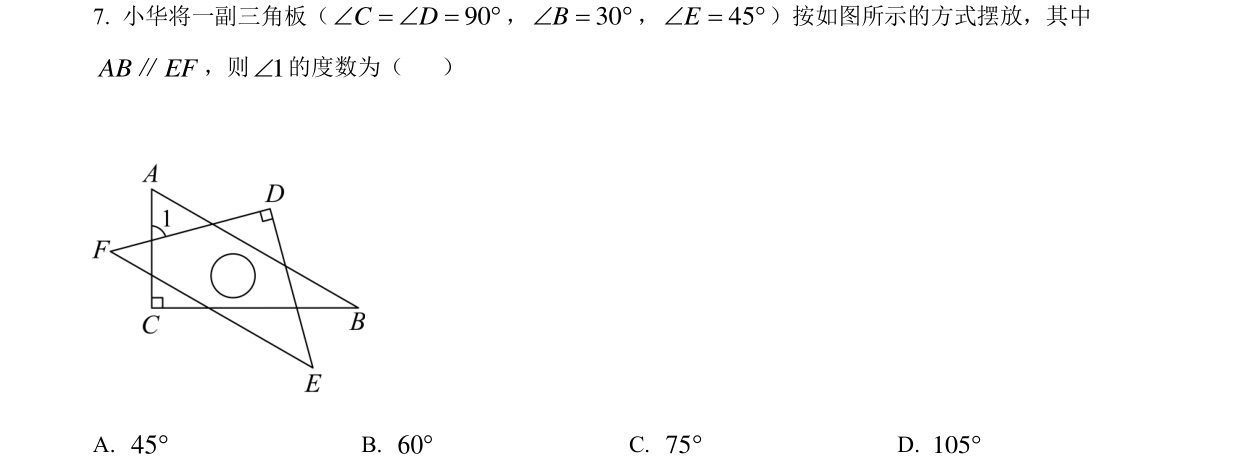 7. 小华将一副三角板（∠C＝∠D＝90°，∠B＝30°，∠E＝45°）按如图所示的方式摆放，其中
AB∥EF，则∠1的度数为（  ）
A
D
1
F
C
B
E
A. 45° B. 60° C. 75° D. 105°